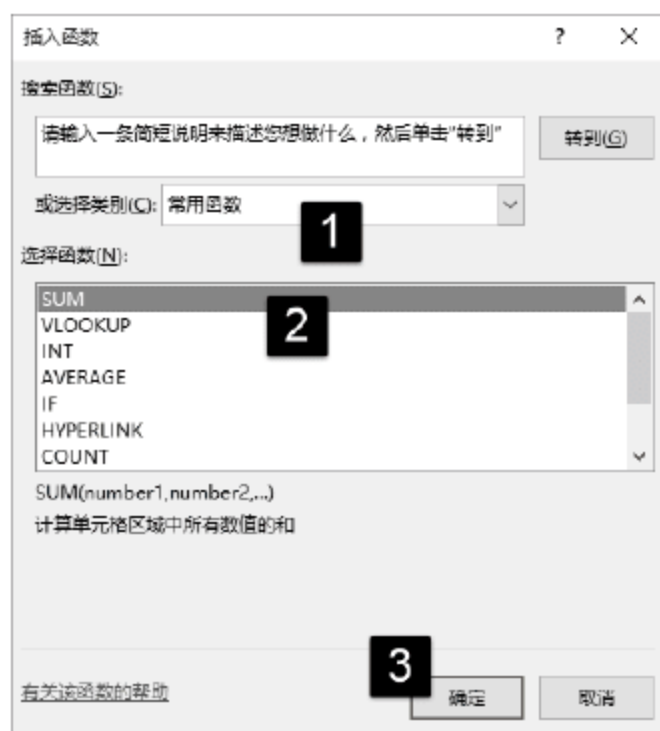 插入函数 ? ×
搜索函数(S):
请输入一条简短说明来描述您想做什么，然后单击"转到" 转到(G)
或选择类别(C): 常用函数
1
选择函数(N):
SUM
2
VLOOKUP
INT
AVERAGE
IF
HYPERLINK
COUNT
SUM(number1,number2,...)
计算单元格区域中所有数值的和
3
有关该函数的帮助 确定 取消